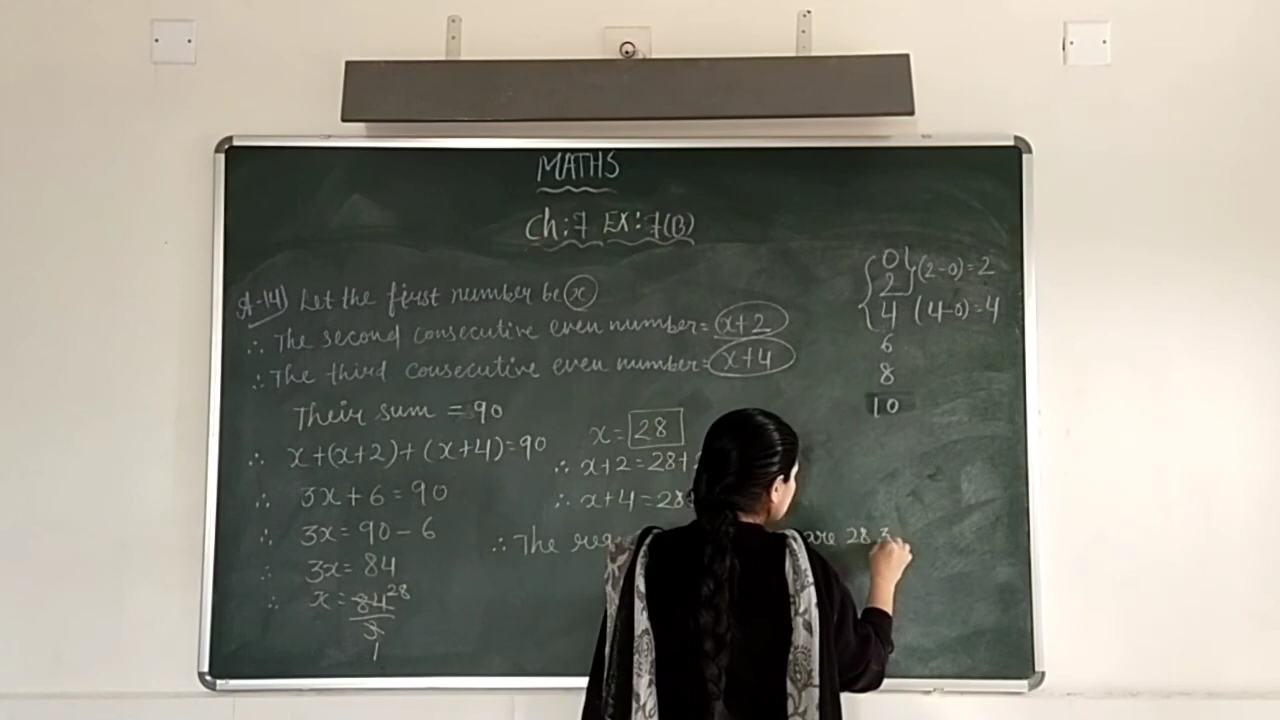 MATHS
Ch:7 EX:7(B)
A-14) Let the first number be x
∴ The second consecutive even number = x+2
∴ The third consecutive even number = x+4
Their sum = 90
∴ x+(x+2)+(x+4)=90
∴ 3x+6=90
∴ 3x=90-6
∴ 3x=84
∴ x=84 28
3
1
x=28
∴ x+2=28+
∴ x+4=28
∴ The are 28
0 (2-0)=2
2
4 (4-0)=4
6
8
10